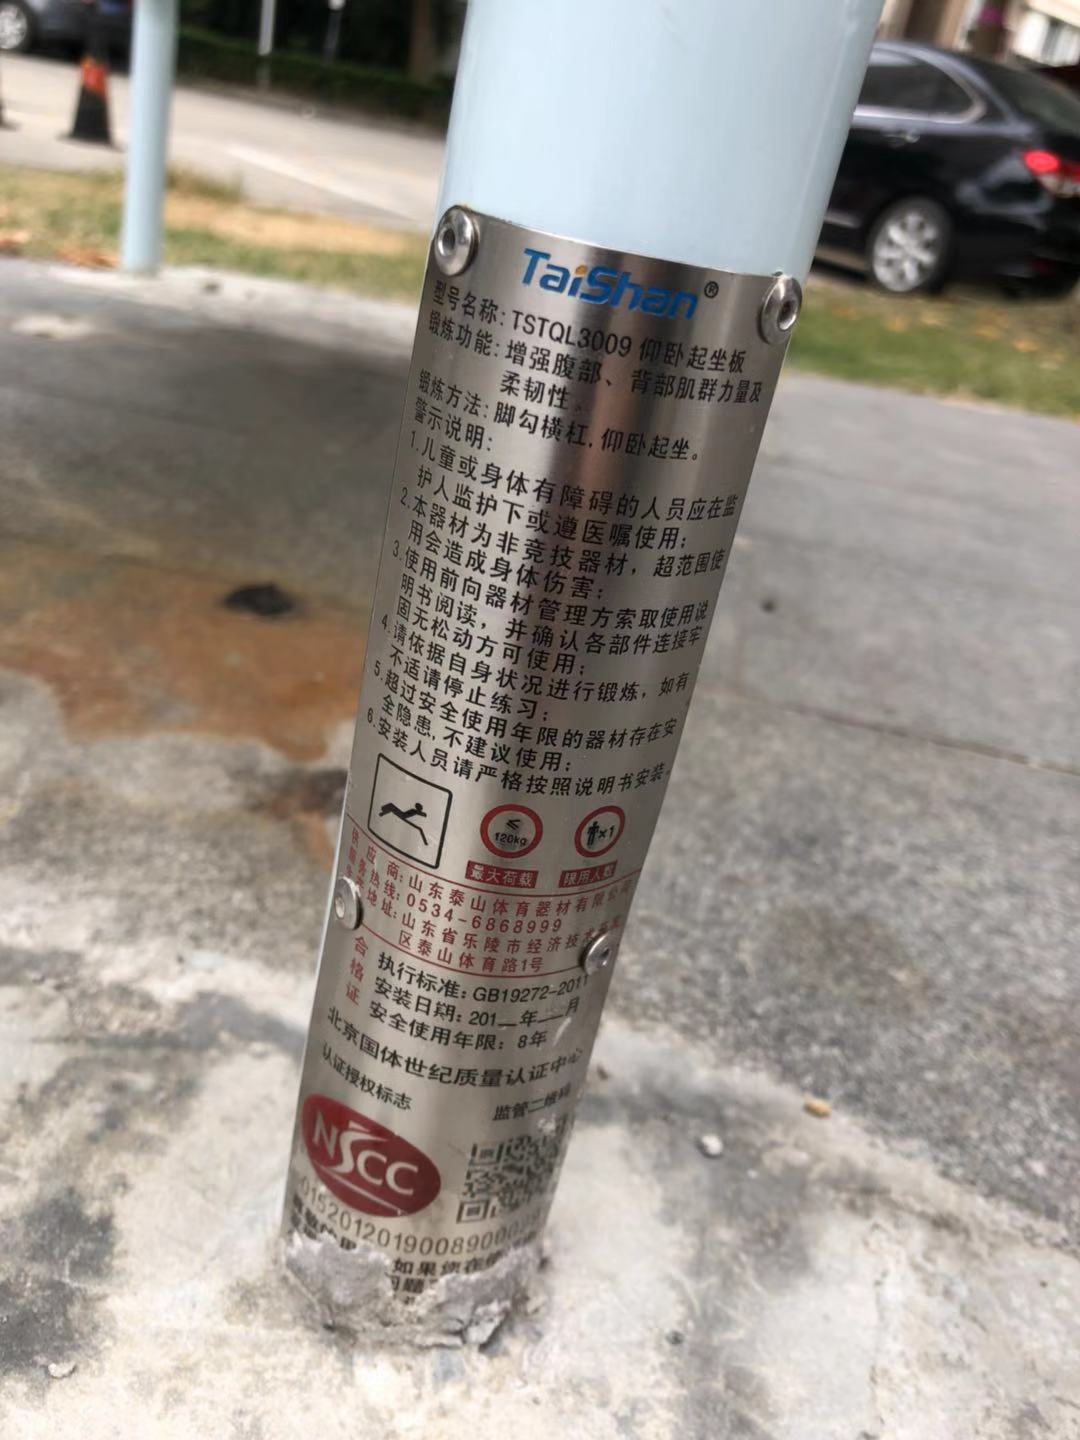 TaiShan®
型号名称: TSTQL3009 仰卧起坐板
锻炼功能: 增强腹部、背部肌群力量及
柔韧性。
锻炼方法: 脚勾横杠, 仰卧起坐。
警示说明:
1.儿童或身体有障碍的人员应在监
护人监护下或遵医嘱使用;
2.本器材为非竞技器材，超范围使
用会造成身体伤害;
3.使用前向器材管理方索取使用说
明书阅读，并确认各部件连接牢
固无松动方可使用;
4.请依据自身状况进行锻炼，如有
不适请停止练习;
5.超过安全使用年限的器材存在安
全隐患,不建议使用;
6.安装人员请严格按照说明书安装。
≤
120kg
×1
最大荷载
限用人数
供应商: 山东泰山体育器材有限公司
服务热线: 0534-6868999
地址: 山东省乐陵市经济技术
区泰山体育路1号
合格证
执行标准: GB19272-2011
安装日期: 201__年__月
安全使用年限: 8年
北京国体世纪质量认证中心
认证授权标志
监管二维码
NSCC
01520120190089000
如果您在
问题